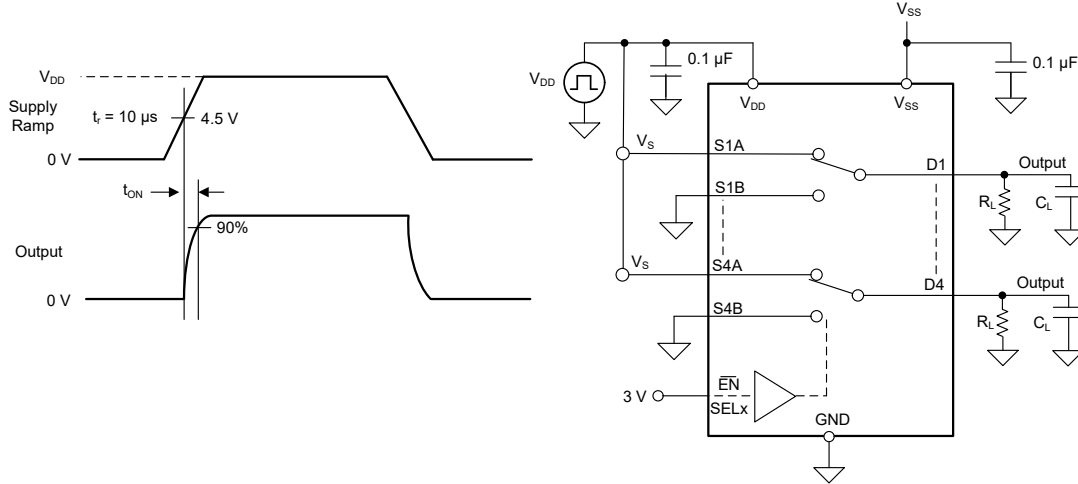 V_DD
Supply
Ramp
t_r = 10 µs
4.5 V
0 V
t_ON
90%
Output
0 V
V_SS
0.1 µF
0.1 µF
V_DD
V_DD
V_SS
V_S
S1A
D1
Output
S1B
R_L
C_L
V_S
S4A
D4
Output
S4B
R_L
C_L
3 V
E̅N̅
SELx
GND